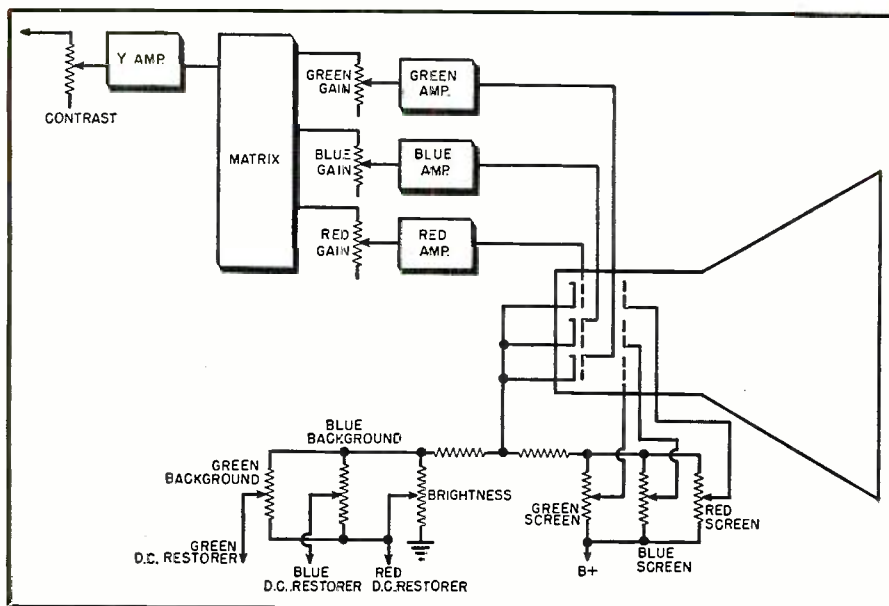 Y AMP.
CONTRAST
MATRIX
GREEN
GAIN
GREEN
AMP.
BLUE
GAIN
BLUE
AMP.
RED
GAIN
RED
AMP.
BLUE
BACKGROUND
GREEN
BACKGROUND
BRIGHTNESS
GREEN
SCREEN
RED
SCREEN
GREEN
D.C. RESTORER
BLUE
D.C. RESTORER
RED
D.C. RESTORER
B+
BLUE
SCREEN